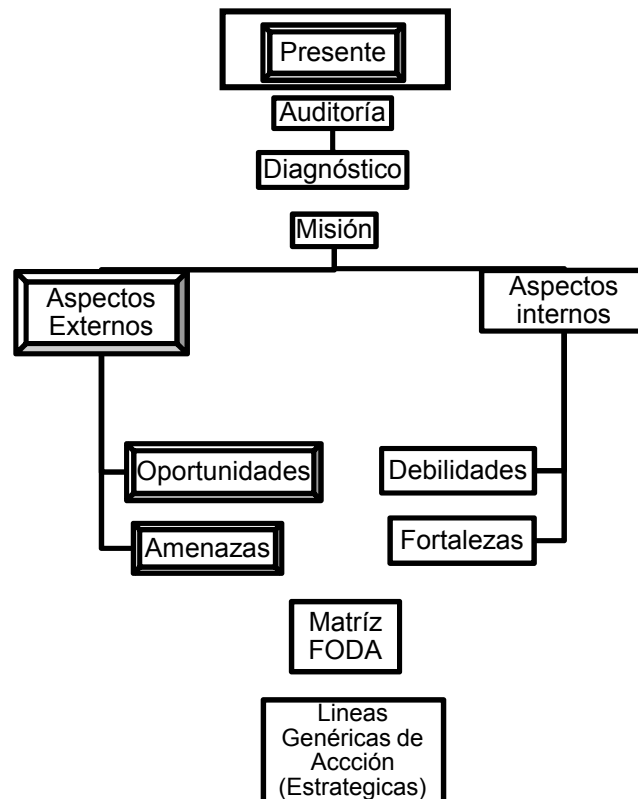 Presente
Auditoría
Diagnóstico
Misión
Aspectos
Externos
Aspectos
internos
Oportunidades
Debilidades
Amenazas
Fortalezas
Matríz
FODA
Lineas
Genéricas de
Accción
(Estrategicas)